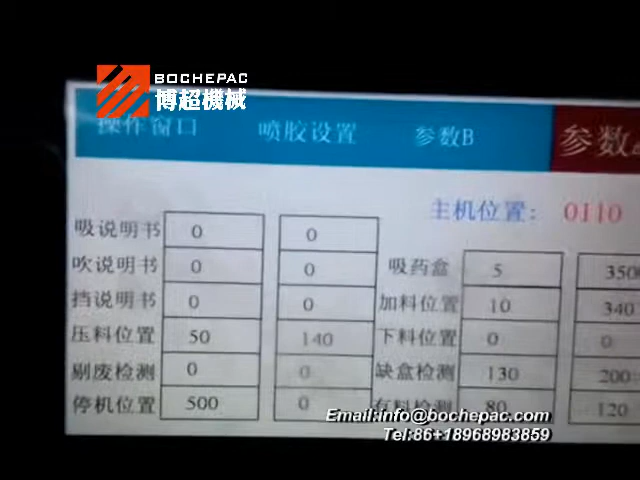 BOCHEPAC
博超機械
操作窗口 喷胶设置 参数B 参数
主机位置: 0110
吸说明书 0 0
吹说明书 0 0 吸药盒 5 3500
挡说明书 0 0 加料位置 10 340
压料位置 50 140 下料位置 0 0
剔废检测 0 0 缺盒检测 130 200
停机位置 500 0 有料检测 80 120
Email:info@bochepac.com
Tel:86+18968983859